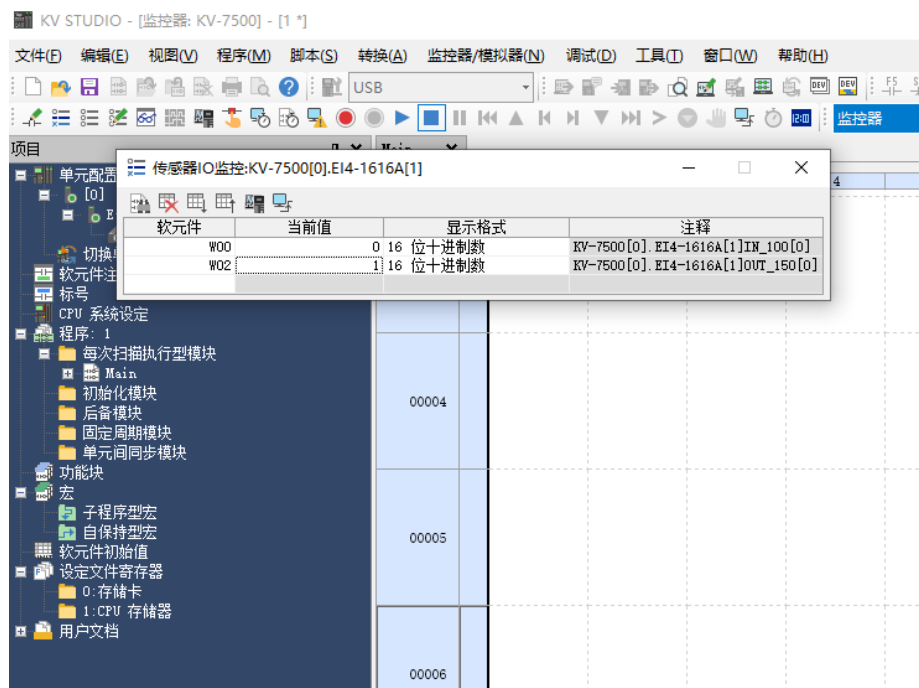 KV STUDIO - [监控器: KV-7500] - [1 *]
文件(F) 编辑(E) 视图(V) 程序(M) 脚本(S) 转换(A) 监控器/模拟器(N) 调试(D) 工具(T) 窗口(W) 帮助(H)
USB
DEV DEV F5
监控器
项目
传感器IO监控:KV-7500[0].EI4-1616A[1]
软元件 当前值 显示格式 注释
W00 0 16 位十进制数 KV-7500[0].EI4-1616A[1]IN_100[0]
W02 1 16 位十进制数 KV-7500[0].EI4-1616A[1]OUT_150[0]
4
单元配置
[0]
E
切换
软元件注
标号
CPU 系统设定
程序: 1
每次扫描执行型模块
Main
初始化模块
后备模块
固定周期模块
单元间同步模块
功能块
宏
子程序型宏
自保持型宏
软元件初始值
设定文件寄存器
0:存储卡
1:CPU 存储器
用户文档
00004
00005
00006